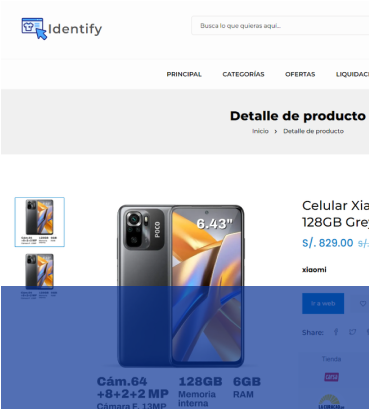 Identify
Busca lo que quieras aqui..
PRINCIPAL CATEGORÍAS OFERTAS LIQUIDAC
Detalle de producto
Inicio > Detalle de producto
Celular Xia
128GB Grey
S/. 829.00 S/.
xiaomi
Ir a web
Share:
Tienda
6.43"
POCO
Cám.64
+8+2+2 MP
Cámara F. 13MP
128GB
Memoria
interna
6GB
RAM